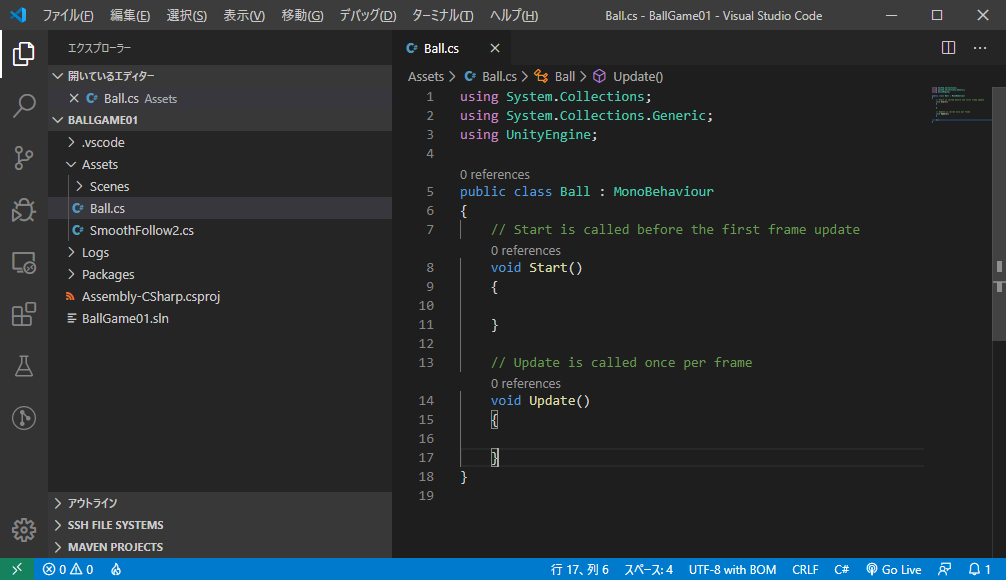 ファイル(F) 編集(E) 選択(S) 表示(V) 移動(G) デバッグ(D) ターミナル(T) ヘルプ(H) Ball.cs - BallGame01 - Visual Studio Code
エクスプローラー
開いているエディター
Ball.cs Assets
BALLGAME01
.vscode
Assets
Scenes
Ball.cs
SmoothFollow2.cs
Logs
Packages
Assembly-CSharp.csproj
BallGame01.sln
アウトライン
SSH FILE SYSTEMS
MAVEN PROJECTS
Ball.cs
Assets > Ball.cs > Ball > Update()
1 using System.Collections;
2 using System.Collections.Generic;
3 using UnityEngine;
4
0 references
5 public class Ball : MonoBehaviour
6 {
7 // Start is called before the first frame update
0 references
8 void Start()
9 {
10
11 }
12
13 // Update is called once per frame
0 references
14 void Update()
15 {
16
17 }
18 }
19
0 0 行 17、列 6 スペース: 4 UTF-8 with BOM CRLF C# Go Live 1